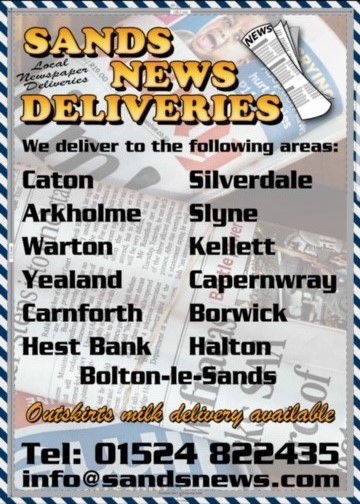 SANDS
NEWS
Local
Newspaper
Deliveries
NEWS
DELIVERIES
We deliver to the following areas:
Caton Silverdale
Arkholme Slyne
Warton Kellett
Yealand Capernwray
Carnforth Borwick
Hest Bank Halton
Bolton-le-Sands
Outskirts milk delivery available
Tel: 01524 822435
info@sandsnews.com